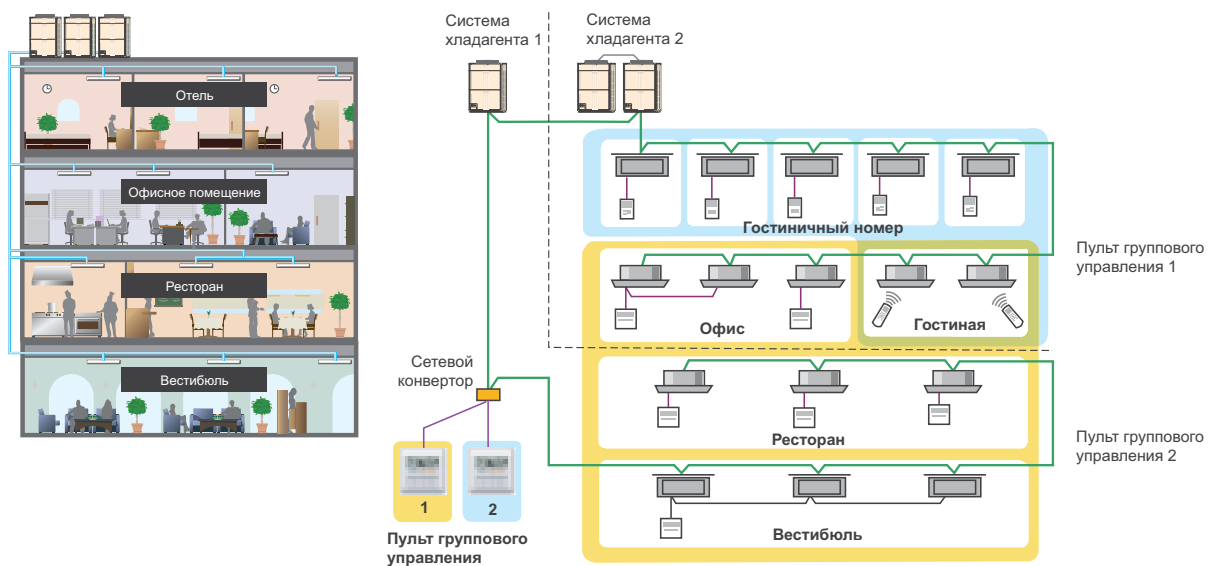 Система
хладагента 1
Система
хладагента 2
Отель
Офисное помещение
Ресторан
Вестибюль
Гостиничный номер
Пульт группового
управления 1
Офис
Гостиная
Сетевой
конвертор
Ресторан
Пульт группового
управления 2
1
2
Вестибюль
Пульт группового
управления